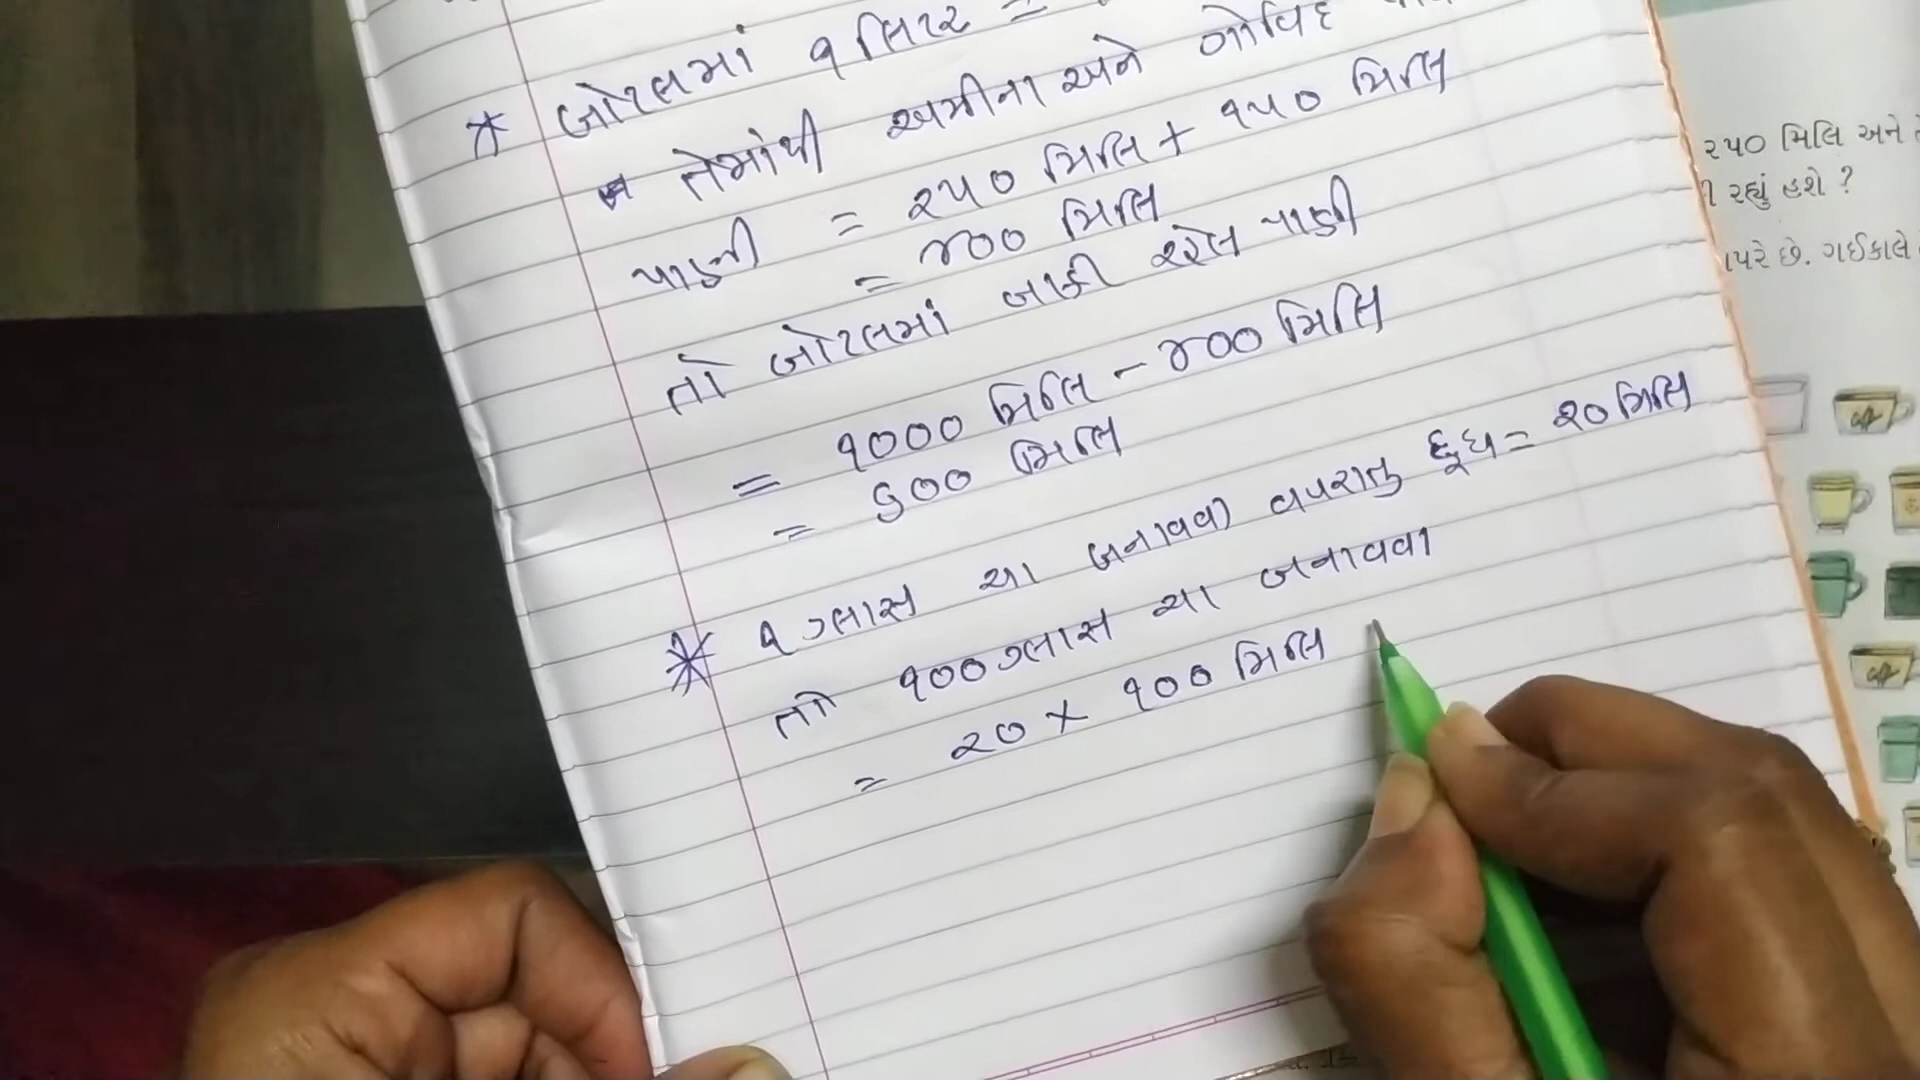 * બોટલમાં ૧ લિટર =
તેમાંથી અમીના અને ગોવિંદ
પાણી = ૨૫૦ મિલિ + ૧૫૦ મિલિ
= ૪૦૦ મિલિ
તો બોટલમાં બાકી રહેલ પાણી
= ૧૦૦૦ મિલિ - ૪૦૦ મિલિ
= ૬૦૦ મિલિ
* ૧ ગ્લાસ ચા બનાવવા વપરાતુ દૂધ = ૨૦ મિલિ
તો ૧૦૦ ગ્લાસ ચા બનાવવા
= ૨૦ × ૧૦૦ મિલિ
૨૫૦ મિલિ અને
રહ્યું હશે ?
છે. ગઈકાલે